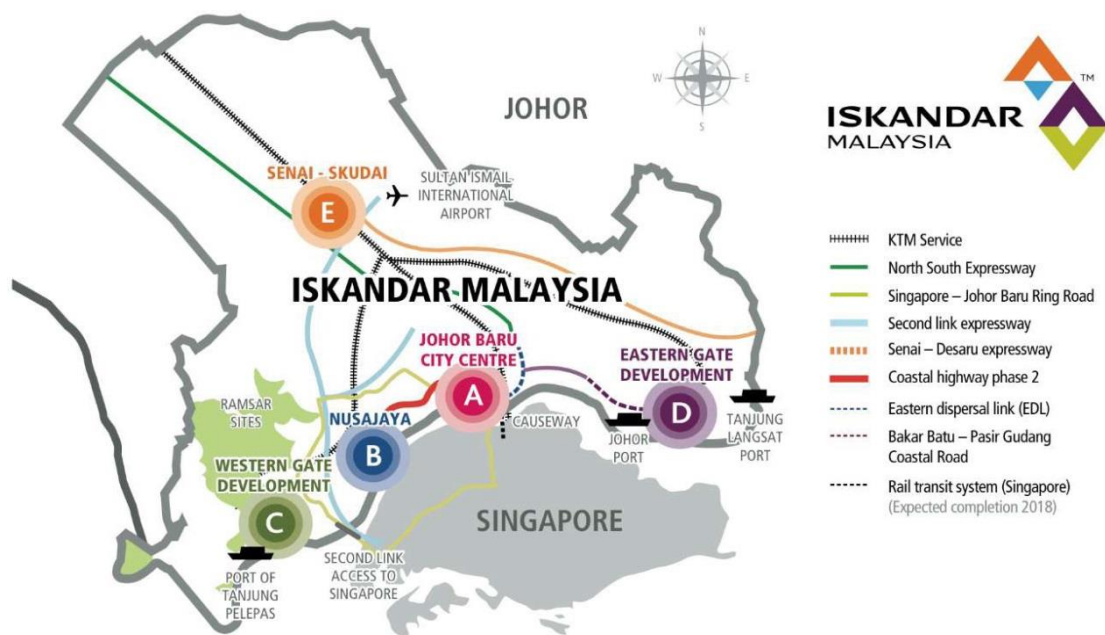 N
W
E
S
JOHOR
ISKANDAR
MALAYSIA
TM
SENAI - SKUDAI
E
SULTAN ISMAIL
INTERNATIONAL
AIRPORT
ISKANDAR MALAYSIA
JOHOR BARU
CITY CENTRE
A
EASTERN GATE
DEVELOPMENT
D
RAMSAR
SITES
NUSAJAYA
B
CAUSEWAY
JOHOR
PORT
TANJUNG
LANGSAT
PORT
WESTERN GATE
DEVELOPMENT
C
SINGAPORE
PORT OF
TANJUNG
PELEPAS
SECOND LINK
ACCESS TO
SINGAPORE
KTM Service
North South Expressway
Singapore – Johor Baru Ring Road
Second link expressway
Senai – Desaru expressway
Coastal highway phase 2
Eastern dispersal link (EDL)
Bakar Batu – Pasir Gudang
Coastal Road
Rail transit system (Singapore)
(Expected completion 2018)